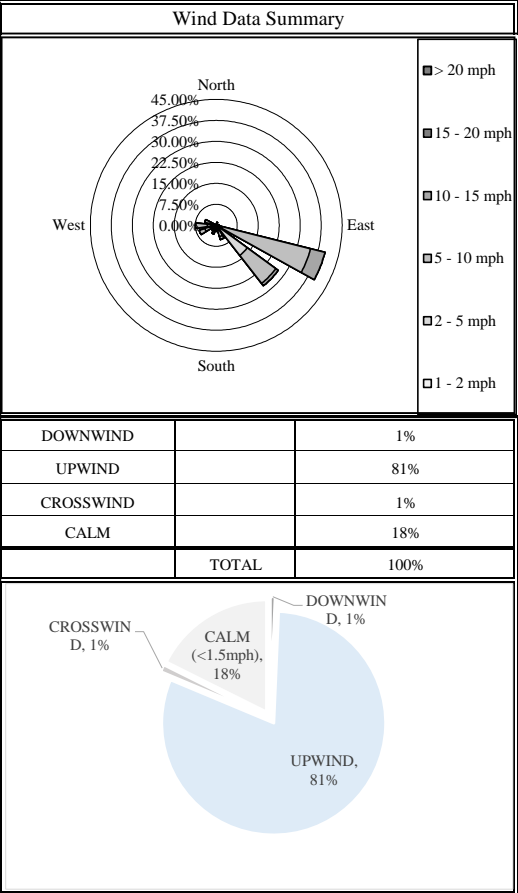 Wind Data Summary
North
45.00%
37.50%
30.00%
22.50%
15.00%
7.50%
0.00%
West
East
South
> 20 mph
15 - 20 mph
10 - 15 mph
5 - 10 mph
2 - 5 mph
1 - 2 mph
DOWNWIND 1%
UPWIND 81%
CROSSWIND 1%
CALM 18%
TOTAL 100%
DOWNWIN
D, 1%
CROSSWIN
D, 1%
CALM
(<1.5mph),
18%
UPWIND,
81%